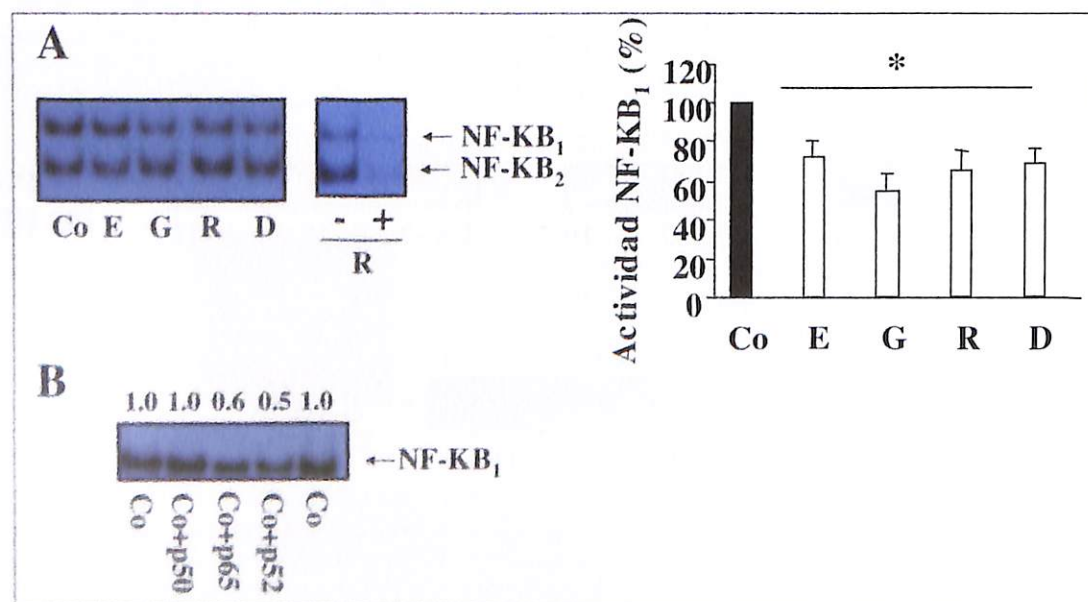 A
NF-KB₁
NF-KB₂
Co E G R D
- +
R
Actividad NF-KB₁ (%)
120
100
80
60
40
20
0
*
Co E G R D
B
1.0 1.0 0.6 0.5 1.0
NF-KB₁
Co
Co+p50
Co+p65
Co+p52
Co